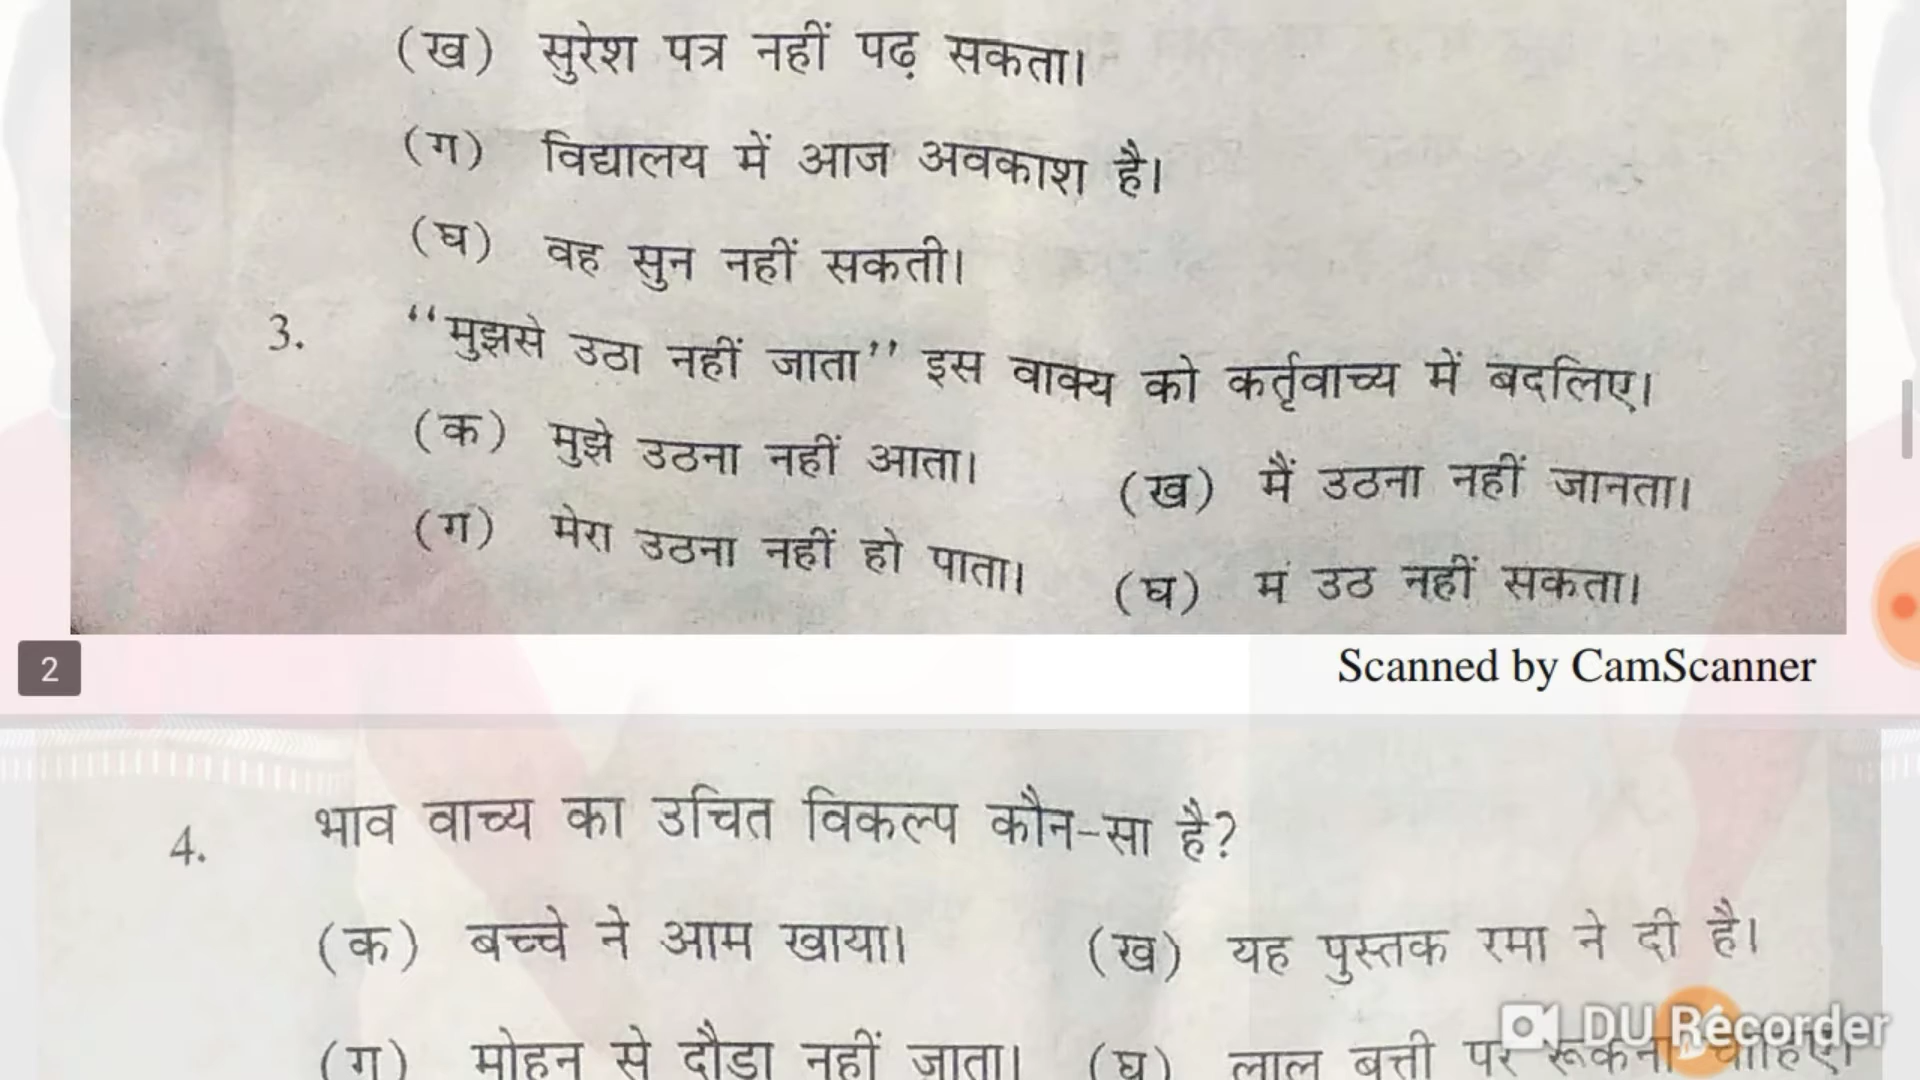 (ख) सुरेश पत्र नहीं पढ़ सकता।
(ग) विद्यालय में आज अवकाश है।
(घ) वह सुन नहीं सकती।
3. “मुझसे उठा नहीं जाता” इस वाक्य को कर्तृवाच्य में बदलिए।
(क) मुझे उठना नहीं आता। (ख) मैं उठना नहीं जानता।
(ग) मेरा उठना नहीं हो पाता। (घ) मं उठ नहीं सकता।
2
Scanned by CamScanner
4. भाव वाच्य का उचित विकल्प कौन-सा है?
(क) बच्चे ने आम खाया। (ख) यह पुस्तक रमा ने दी है।
(ग) मोहन से दौड़ा नहीं जाता। (घ) लाल बत्ती पर रूकना चाहिए।
DU Recorder